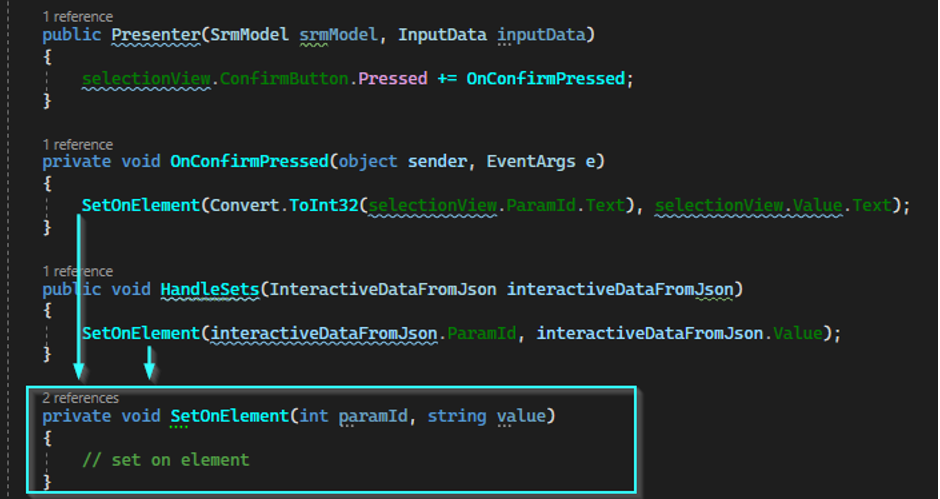 1 reference
public Presenter(SrmModel srmModel, InputData inputData)
{
selectionView.ConfirmButton.Pressed += OnConfirmPressed;
}
1 reference
private void OnConfirmPressed(object sender, EventArgs e)
{
SetOnElement(Convert.ToInt32(selectionView.ParamId.Text), selectionView.Value.Text);
}
1 reference
public void HandleSets(InteractiveDataFromJson interactiveDataFromJson)
{
SetOnElement(interactiveDataFromJson.ParamId, interactiveDataFromJson.Value);
}
2 references
private void SetOnElement(int paramId, string value)
{
// set on element
}